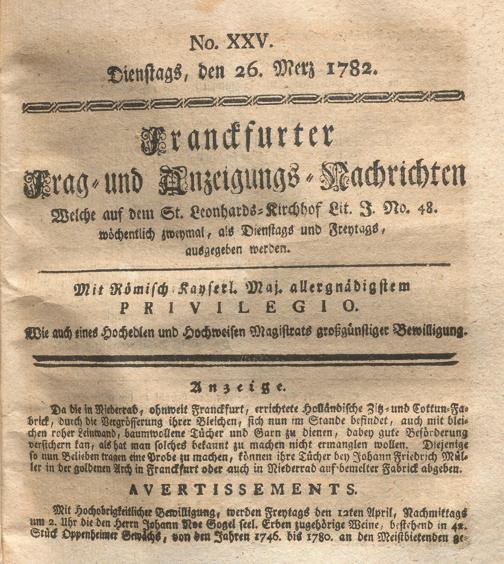 No. XXV.
Dienstags, den 26. Merz 1782.
Franckfurter
Frag- und Anzeigungs-Nachrichten
Welche auf dem St. Leonhards-Kirchhof Lit. J. No. 48.
wöchentlich zweymal, als Dienstags und Freytags,
ausgegeben werden.
Mit Römisch Kayserl. Maj. allergnädigstem
PRIVILEGIO.
Wie auch eines Hochedlen und Hochweisen Magistrats großgünstiger Bewilligung.
Anzeige.
Da die in Niederrad, ohnweit Franckfurt, errichtete Holländische Zitz- und Cottun-Fa-
brick, durch die Vergrösserung ihrer Bleichen, sich nun im Stande befindet, auch mit blei-
chen roher Leinwand, baumwollene Tücher und Garn zu dienen, dabey gute Beförderung
versichern kan, als hat man solches bekannt zu machen nicht ermanglen wollen. Diejenige
so nun Belieben tragen eine Probe zu machen, können ihre Tücher bey Johann Friedrich Mül-
ler in der goldenen Arch in Franckfurt oder auch in Niederrad auf bemelter Fabrick abgeben.
AVERTISSEMENTS.
Mit Hochobrigkeitlicher Bewilligung, werden Freytags den 12ten April, Nachmittags
um 2. Uhr die den Herrn Johann Noe Gogel seel. Erben zugehörige Weine, bestehend in 42.
Stück Oppenheimer Gewächs, von den Jahren 1746. bis 1780. an den Meistbietenden ge-